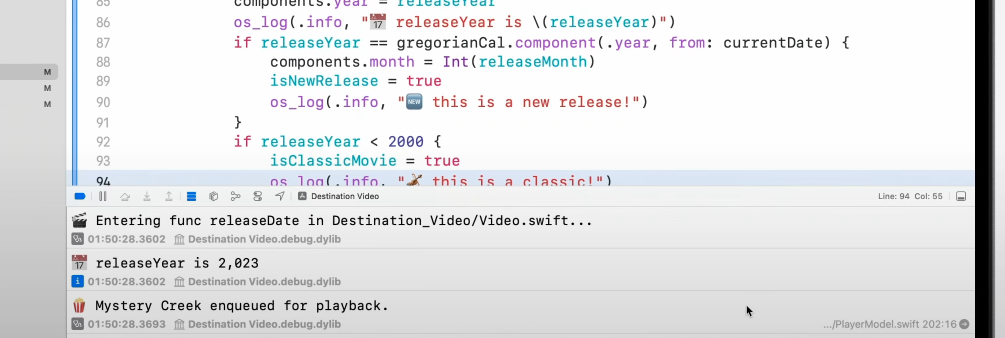 85 components.year = releaseYear
86 os_log(.info, "📅 releaseYear is \(releaseYear)")
87 if releaseYear == gregorianCal.component(.year, from: currentDate) {
88 components.month = Int(releaseMonth)
89 isNewRelease = true
90 os_log(.info, "🆕 this is a new release!")
91 }
92 if releaseYear < 2000 {
93 isClassicMovie = true
94 os_log(.info, "🎻 this is a classic!")
M
M
M
Destination Video Line: 94 Col: 55
🎬 Entering func releaseDate in Destination_Video/Video.swift...
01:50:28.3602 Destination Video.debug.dylib
📅 releaseYear is 2,023
01:50:28.3602 Destination Video.debug.dylib
🍿 Mystery Creek enqueued for playback.
01:50:28.3693 Destination Video.debug.dylib .../PlayerModel.swift 202:16